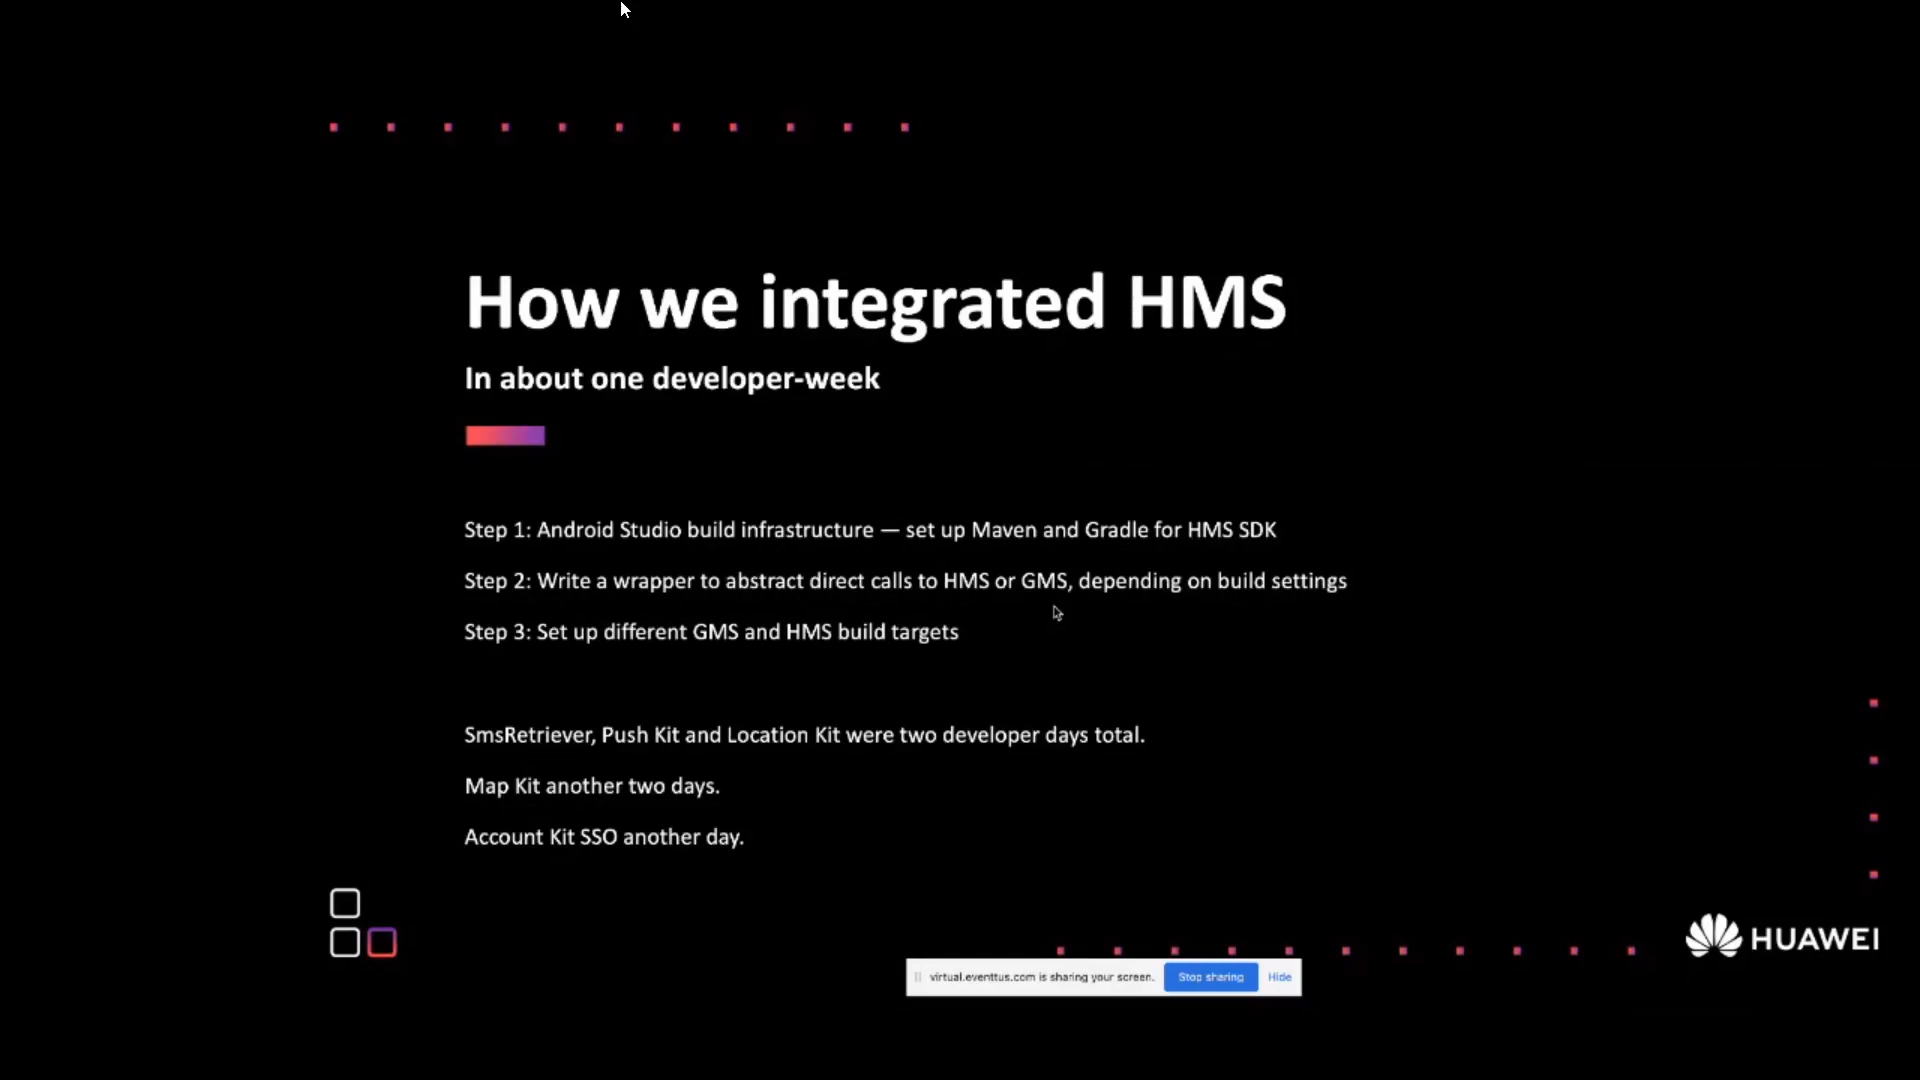 How we integrated HMS
In about one developer-week
Step 1: Android Studio build infrastructure — set up Maven and Gradle for HMS SDK
Step 2: Write a wrapper to abstract direct calls to HMS or GMS, depending on build settings
Step 3: Set up different GMS and HMS build targets
SmsRetriever, Push Kit and Location Kit were two developer days total.
Map Kit another two days.
Account Kit SSO another day.
HUAWEI
virtual.eventtus.com is sharing your screen. Stop sharing Hide